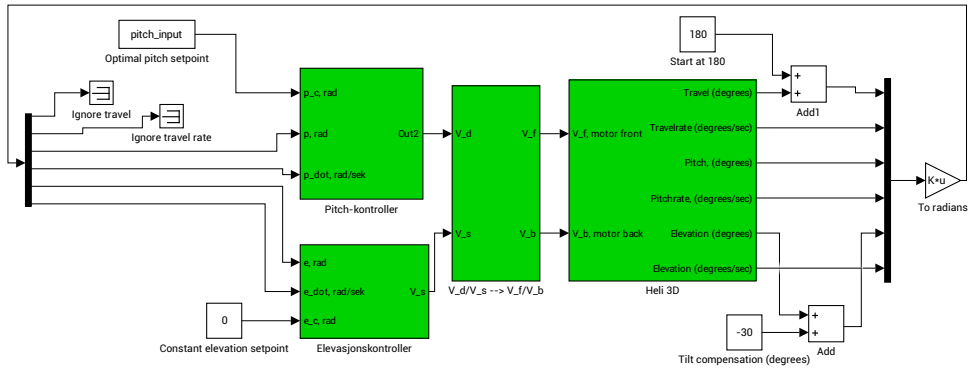 pitch_input
Optimal pitch setpoint
Ignore travel
Ignore travel rate
p_c, rad
p, rad
p_dot, rad/sek
Out2
Pitch-kontroller
e, rad
e_dot, rad/sek
e_c, rad
V_s
Elevasjonskontroller
0
Constant elevation setpoint
V_d
V_s
V_f
V_b
V_d/V_s --> V_f/V_b
V_f, motor front
V_b, motor back
Travel (degrees)
Travelrate (degrees/sec)
Pitch, (degrees)
Pitchrate, (degrees/sec)
Elevation (degrees)
Elevation (degrees/sec)
Heli 3D
180
Start at 180
+
+
Add1
-30
Tilt compensation (degrees)
+
+
Add
K*u
To radians